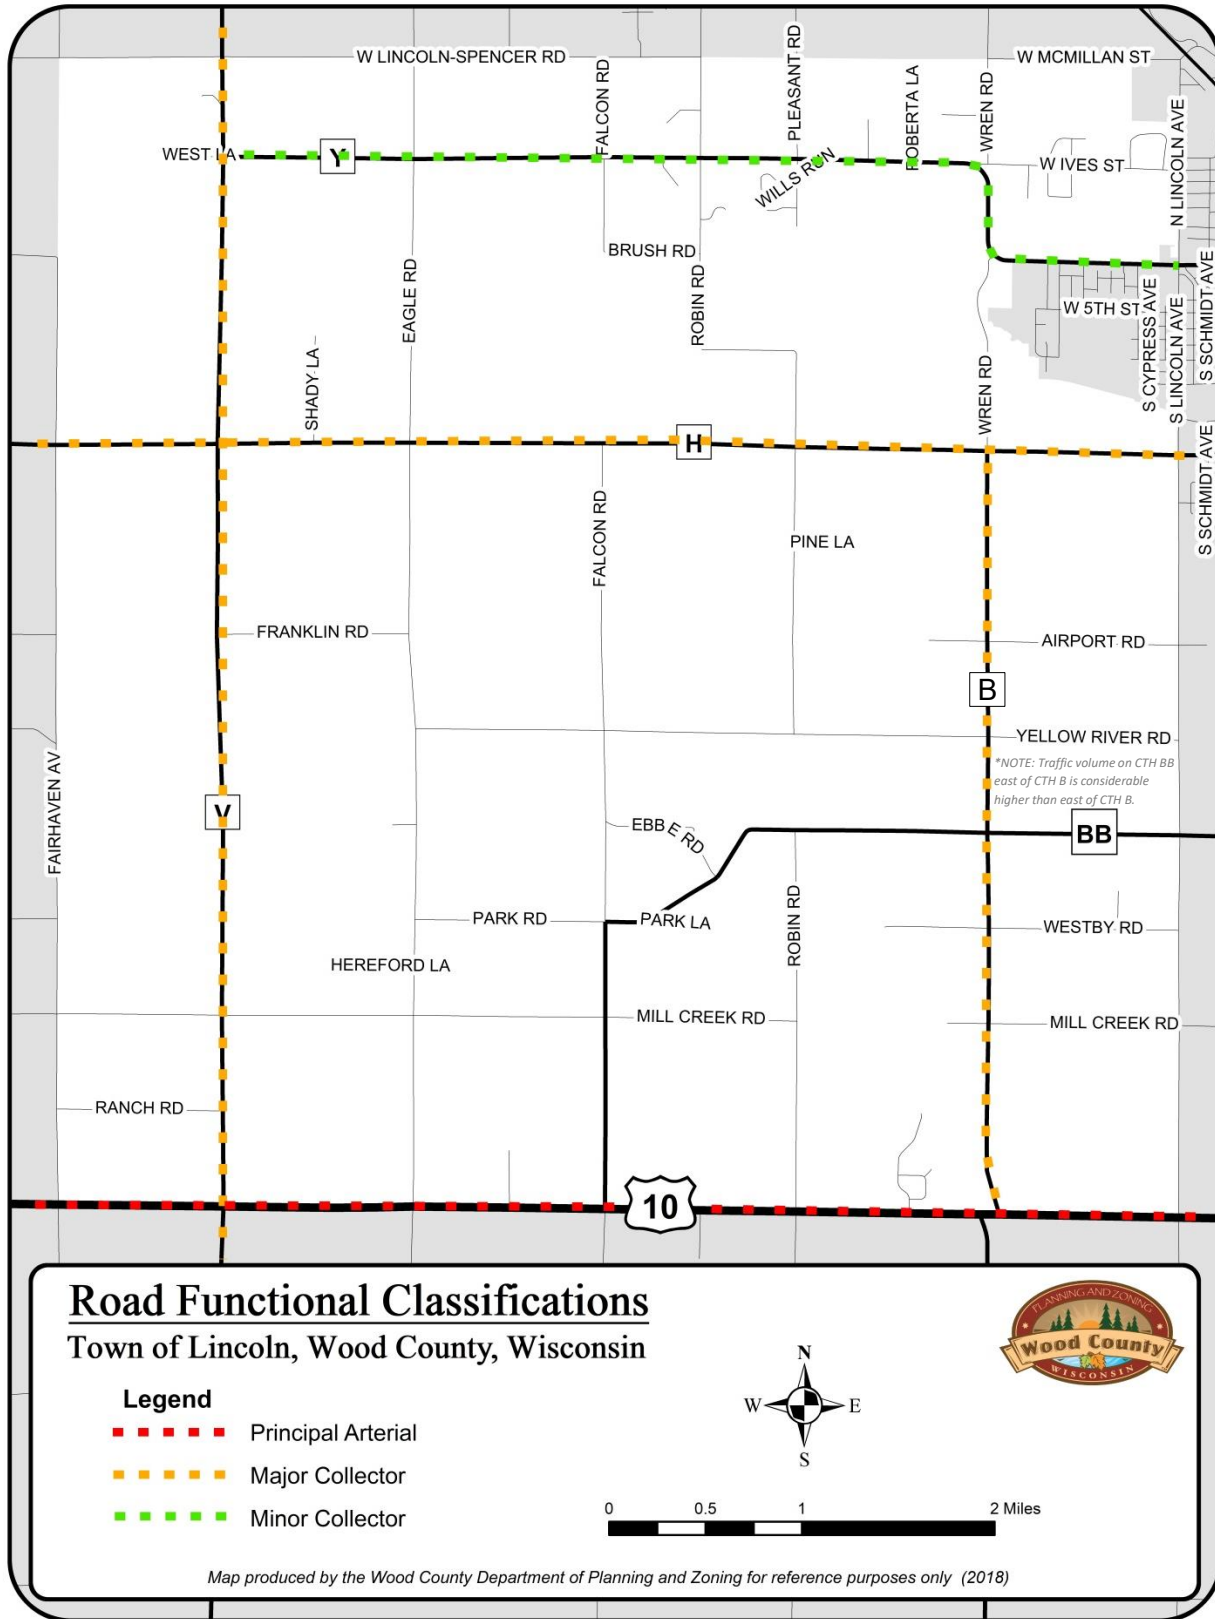 W LINCOLN-SPENCER RD
FALCON RD
PLEASANT RD
ROBERTA LA
WREN RD
W MCMILLAN ST
N LINCOLN AVE
WEST LA
Y
WILLS RUN
W IVES ST
BRUSH RD
EAGLE RD
ROBIN RD
SHADY LA
W 5TH ST
S CYPRESS AVE
S LINCOLN AVE
S SCHMIDT AVE
WREN RD
H
S SCHMIDT AVE
FALCON RD
PINE LA
FRANKLIN RD
AIRPORT RD
B
YELLOW RIVER RD
*NOTE: Traffic volume on CTH BB
east of CTH B is considerable
higher than east of CTH B.
FAIRHAVEN AV
V
EBBE RD
BB
PARK RD
PARK LA
ROBIN RD
WESTBY RD
HEREFORD LA
MILL CREEK RD
MILL CREEK RD
RANCH RD
10
Road Functional Classifications
Town of Lincoln, Wood County, Wisconsin
PLANNING AND ZONING
Wood County
WISCONSIN
Legend
Principal Arterial
Major Collector
Minor Collector
N
W E
S
0 0.5 1 2 Miles
Map produced by the Wood County Department of Planning and Zoning for reference purposes only (2018)